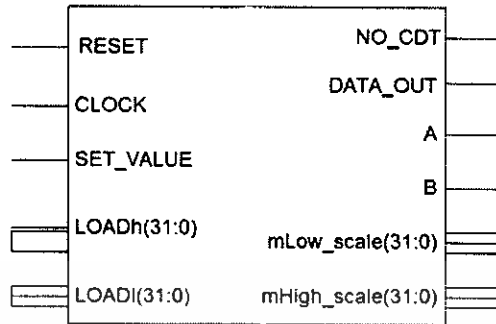 RESET
CLOCK
SET_VALUE
LOADh(31:0)
LOADl(31:0)
NO_CDT
DATA_OUT
A
B
mLow_scale(31:0)
mHigh_scale(31:0)